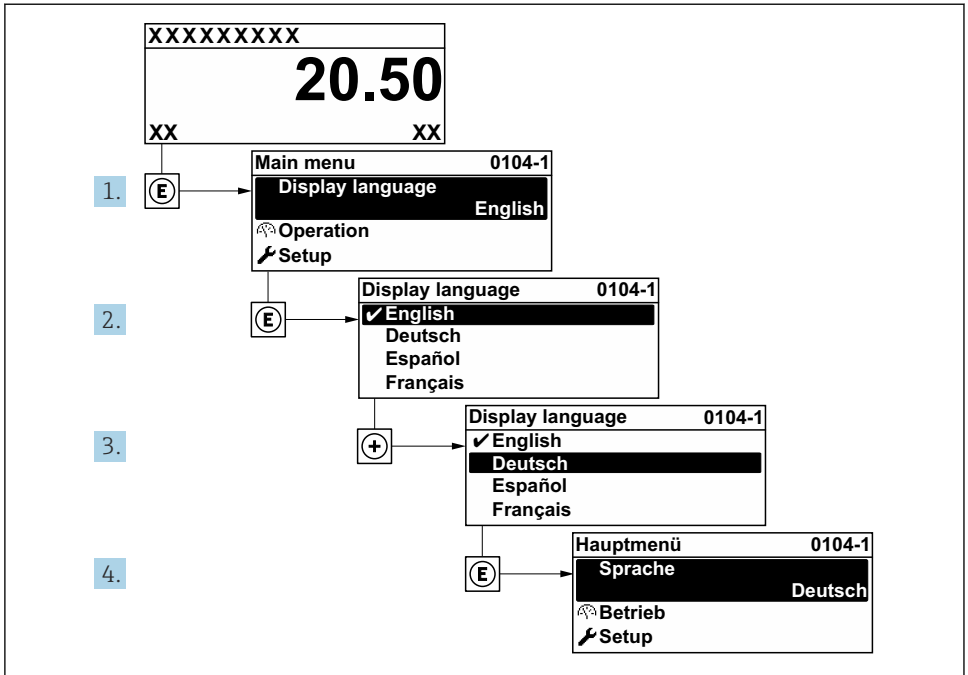 XXXXXXXXX
20.50
XX XX
Main menu 0104-1
1. E Display language
English
Operation
Setup
Display language 0104-1
2. E ✔English
Deutsch
Español
Français
Display language 0104-1
3. + ✔English
Deutsch
Español
Français
Hauptmenü 0104-1
4. E Sprache
Deutsch
Betrieb
Setup